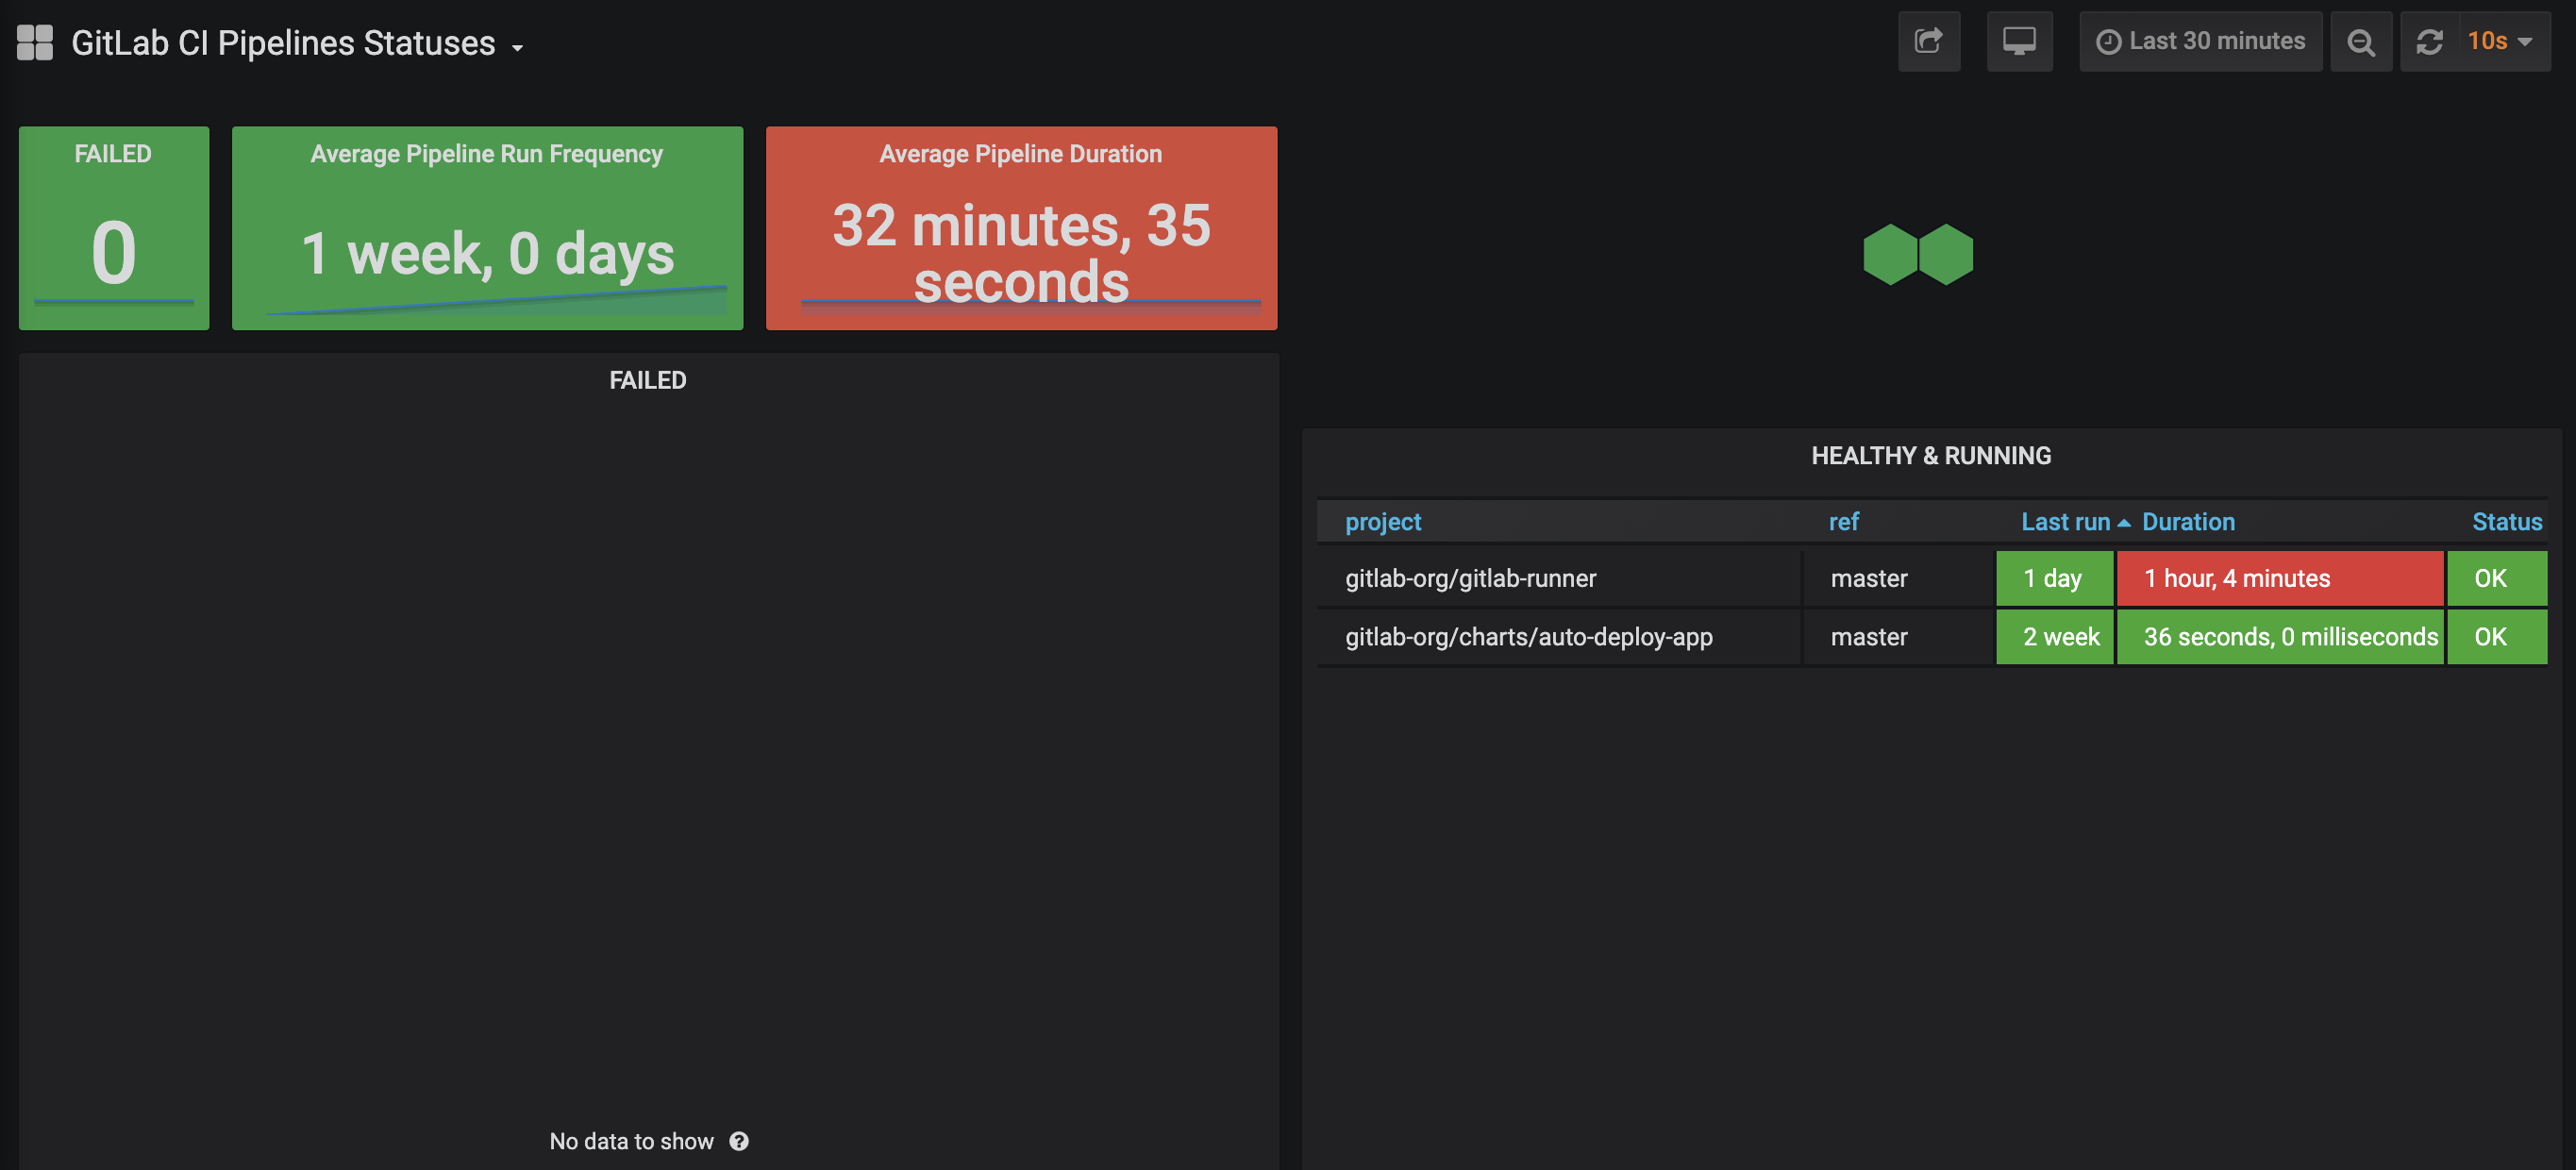 GitLab CI Pipelines Statuses
Last 30 minutes
10s
FAILED
0
Average Pipeline Run Frequency
1 week, 0 days
Average Pipeline Duration
32 minutes, 35
seconds
FAILED
No data to show
HEALTHY & RUNNING
project ref Last run Duration Status
gitlab-org/gitlab-runner master 1 day 1 hour, 4 minutes OK
gitlab-org/charts/auto-deploy-app master 2 week 36 seconds, 0 milliseconds OK